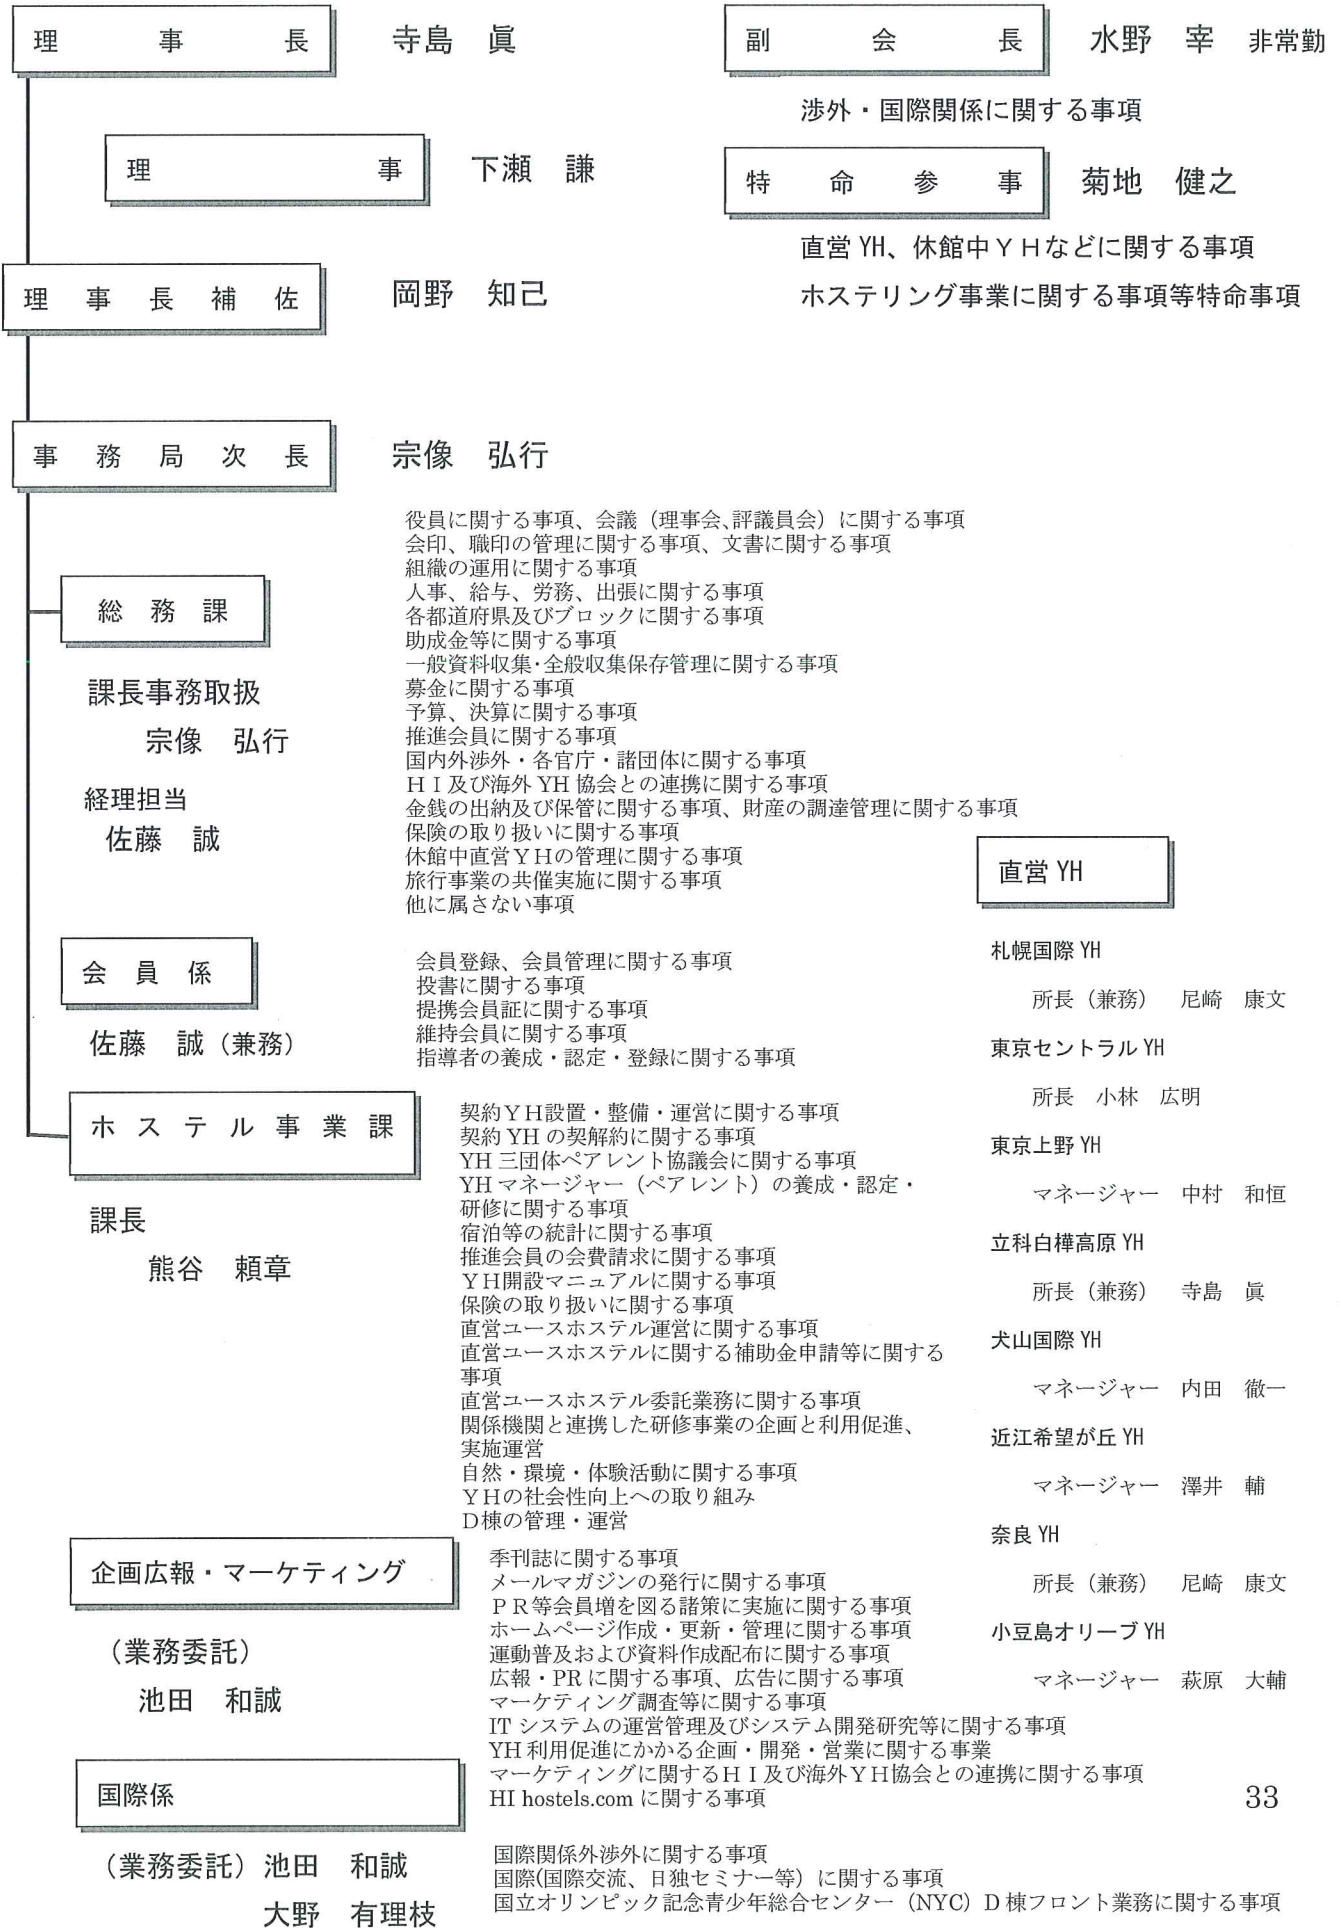 理事長 寺島 眞
理事 下瀬 謙
理事長補佐 岡野 知己
事務局次長 宗像 弘行
副会長 水野 宰 非常勤
渉外・国際関係に関する事項
特命参事 菊地 健之
直営YH、休館中ＹＨなどに関する事項
ホステリング事業に関する事項等特命事項
総務課
課長事務取扱
宗像 弘行
経理担当
佐藤 誠
役員に関する事項、会議（理事会、評議員会）に関する事項
会印、職印の管理に関する事項、文書に関する事項
組織の運用に関する事項
人事、給与、労務、出張に関する事項
各都道府県及びブロックに関する事項
助成金等に関する事項
一般資料収集・全般収集保存管理に関する事項
募金に関する事項
予算、決算に関する事項
推進会員に関する事項
国内外渉外・各官庁・諸団体に関する事項
ＨＩ及び海外YH協会との連携に関する事項
金銭の出納及び保管に関する事項、財産の調達管理に関する事項
保険の取り扱いに関する事項
休館中直営ＹＨの管理に関する事項
旅行事業の共催実施に関する事項
他に属さない事項
会員係
佐藤 誠（兼務）
会員登録、会員管理に関する事項
投書に関する事項
提携会員証に関する事項
維持会員に関する事項
指導者の養成・認定・登録に関する事項
ホステル事業課
課長
熊谷 頼章
契約ＹＨ設置・整備・運営に関する事項
契約YHの契解約に関する事項
YH三団体ペアレント協議会に関する事項
YHマネージャー（ペアレント）の養成・認定・
研修に関する事項
宿泊等の統計に関する事項
推進会員の会費請求に関する事項
ＹＨ開設マニュアルに関する事項
保険の取り扱いに関する事項
直営ユースホステル運営に関する事項
直営ユースホステルに関する補助金申請等に関する
事項
直営ユースホステル委託業務に関する事項
関係機関と連携した研修事業の企画と利用促進、
実施運営
自然・環境・体験活動に関する事項
ＹＨの社会性向上への取り組み
Ｄ棟の管理・運営
企画広報・マーケティング
（業務委託）
池田 和誠
季刊誌に関する事項
メールマガジンの発行に関する事項
ＰＲ等会員増を図る諸策に実施に関する事項
ホームページ作成・更新・管理に関する事項
運動普及および資料作成配布に関する事項
広報・PRに関する事項、広告に関する事項
マーケティング調査等に関する事項
ITシステムの運営管理及びシステム開発研究等に関する事項
YH利用促進にかかる企画・開発・営業に関する事業
マーケティングに関するＨＩ及び海外ＹＨ協会との連携に関する事項
HI hostels.comに関する事項
国際係
（業務委託）池田 和誠
大野 有理枝
国際関係外渉外に関する事項
国際(国際交流、日独セミナー等）に関する事項
国立オリンピック記念青少年総合センター（NYC）D棟フロント業務に関する事項
直営YH
札幌国際YH
所長（兼務） 尼崎 康文
東京セントラルYH
所長 小林 広明
東京上野YH
マネージャー 中村 和恒
立科白樺高原YH
所長（兼務） 寺島 眞
犬山国際YH
マネージャー 内田 徹一
近江希望が丘YH
マネージャー 澤井 輔
奈良YH
所長（兼務） 尼崎 康文
小豆島オリーブYH
マネージャー 萩原 大輔
33